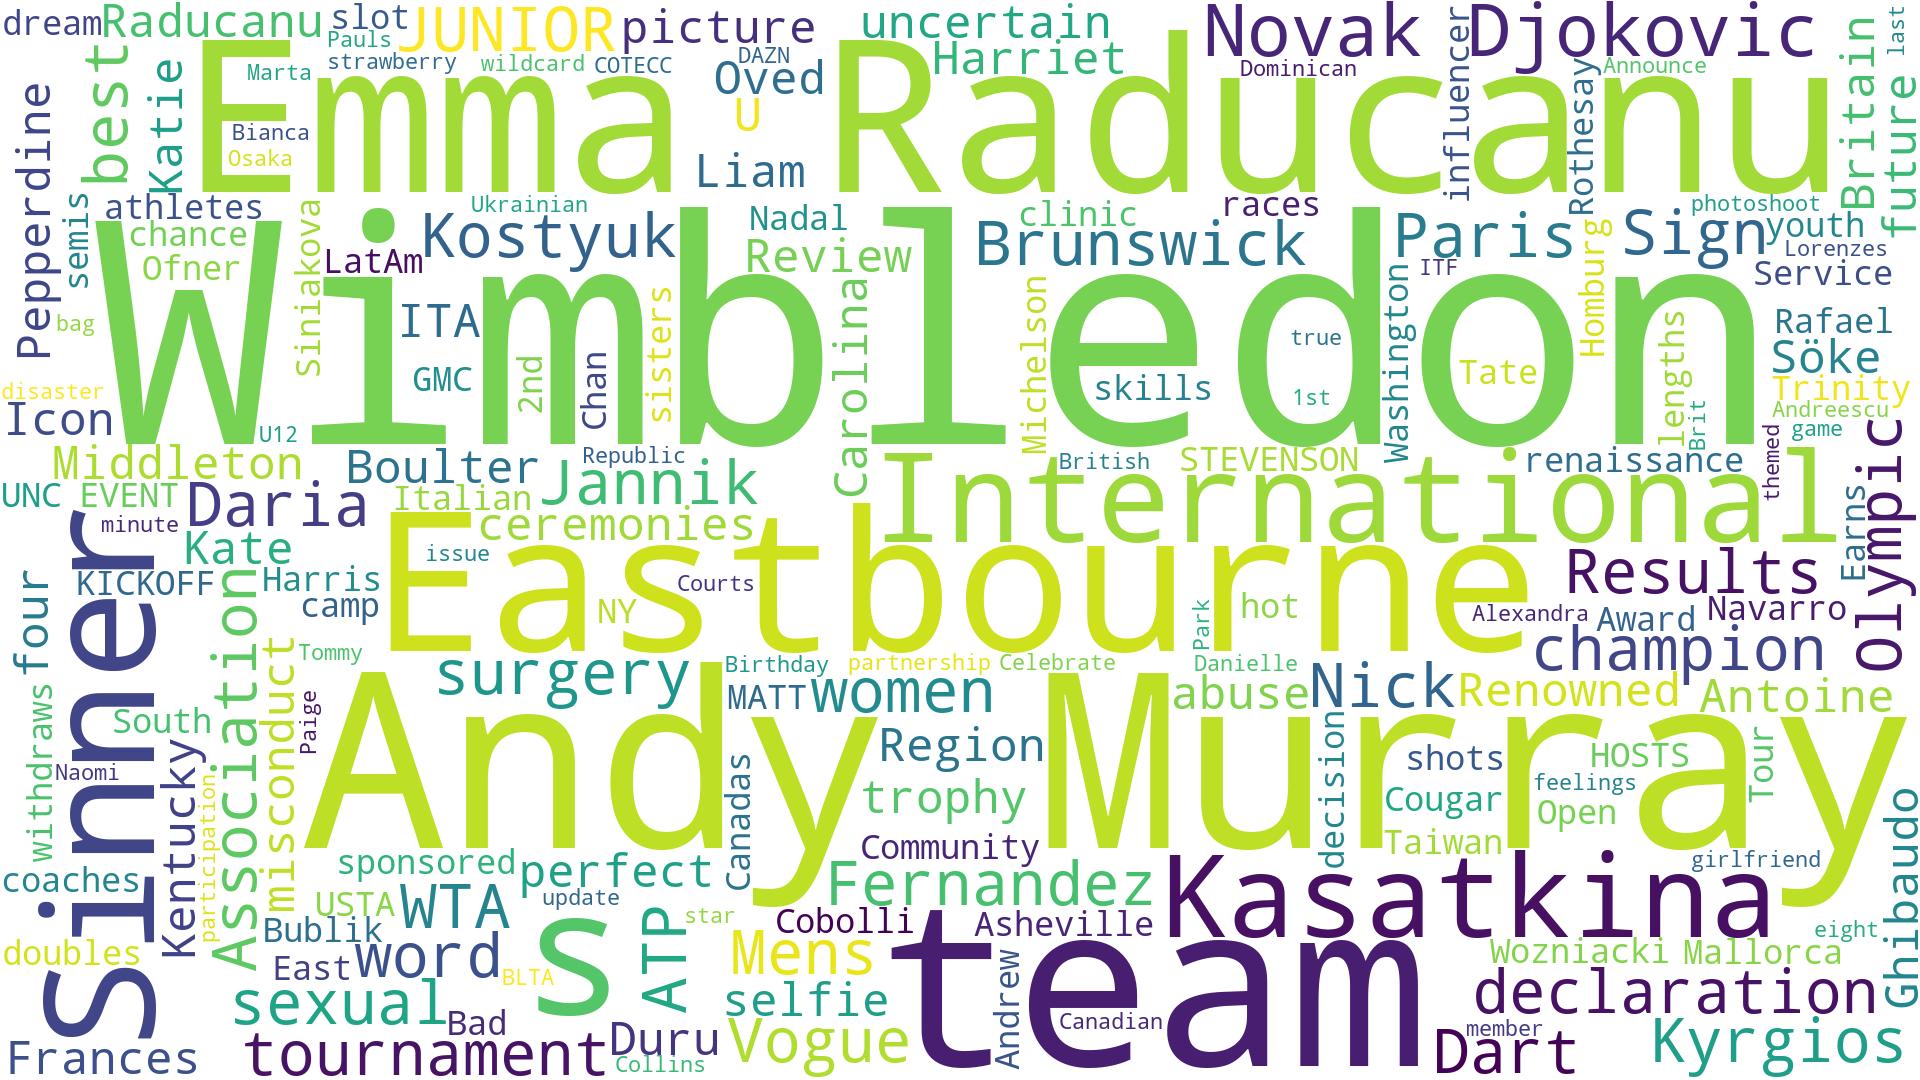 dream
Raducanu
slot
JUNIOR
picture
uncertain
Novak Djokovic
Britain
last
Pauls
strawberry
wildcard
COTECC
DAZN
Oved
Harriet
Dominican
influencer
Rothesay
Announce
Pepperdine
best
Katie
Marta
Emma Raducanu
U
future
Bianca
Osaka
Liam
semis
athletes
Ukrainian
Nadal
clinic
races
photoshoot
chance
Ofner
Siniakova
LatAm
Kostyuk
Review
Brunswick
Paris
Homburg
Sign
youth
Lorenzes
Service
ITF
bag
Wimbledon
ITA
GMC
2nd
Chan
sisters
Carolina
Michelson
skills
true
1st
Washington
Tate
lengths
Brit
Rafael
Söke
Trinity
Andreescu
game
disaster
Icon
U12
Middleton
Boulter
Republic
Jannik
British
STEVENSON
renaissance
themed
Olympic
UNC
EVENT
minute
Daria
Italian
ceremonies
International
Earns
Kate
issue
Eastbourne
Courts
Results
KICKOFF
Harris
camp
NY
Park
hot
Alexandra
Award
Navarro
four
Sinner
Association
misconduct
Tommy
surgery
Birthday
partnership
Celebrate
Danielle
champion
withdraws
South
Paige
MATT
women
abuse
Nick
Renowned
Antoine
Naomi
Kentucky
participation
Andy Murray
Canadas
Region
trophy
decision
shots
HOSTS
feelings
Tour
Cougar
Open
Taiwan
Ghibaudo
coaches
sponsored
perfect
Community
Fernandez
Kasatkina
girlfriend
USTA
WTA
update
s
ATP
star
Cobolli
Asheville
eight
doubles
Bublik
East
word
BLTA
Mens
team
Andrew
Wozniacki
Mallorca
sexual
selfie
declaration
Frances
tournament
Bad
Duru
Collins
Vogue
Canadian
Dart
member
Kyrgios